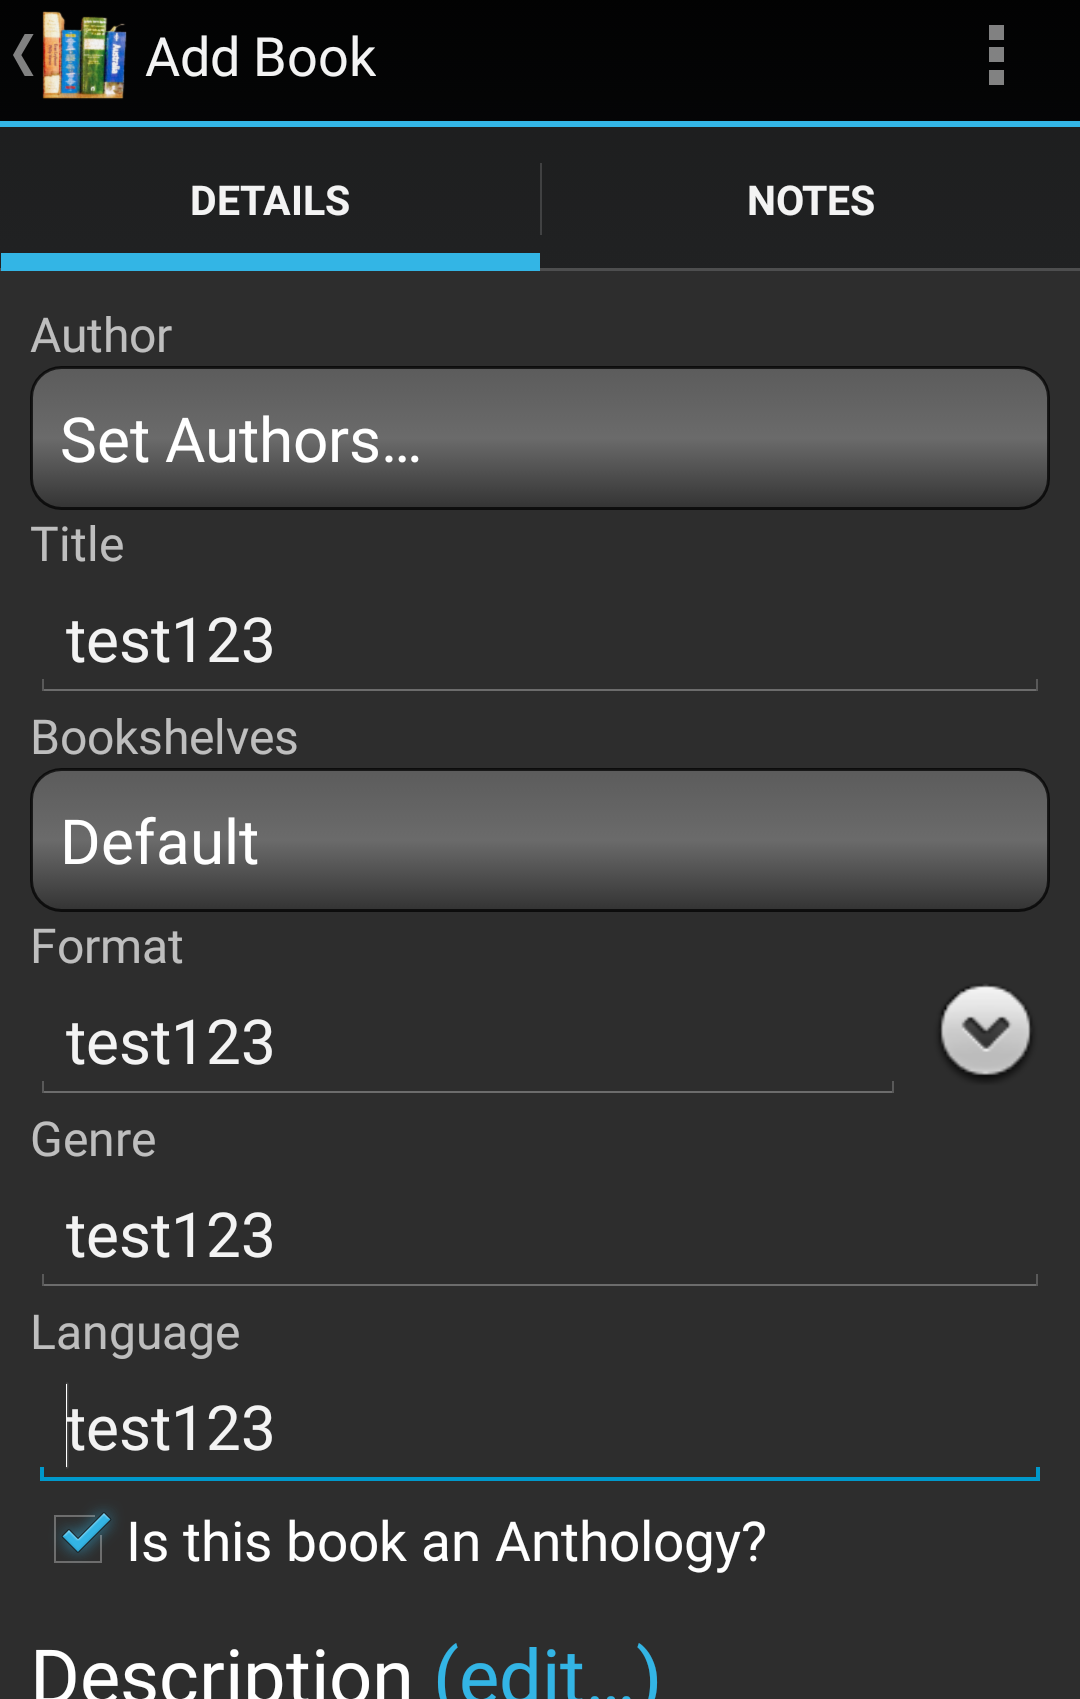 Add Book
DETAILS
NOTES
Author
Set Authors…
Title
test123
Bookshelves
Default
Format
test123
Genre
test123
Language
test123
Is this book an Anthology?
Description (edit…)